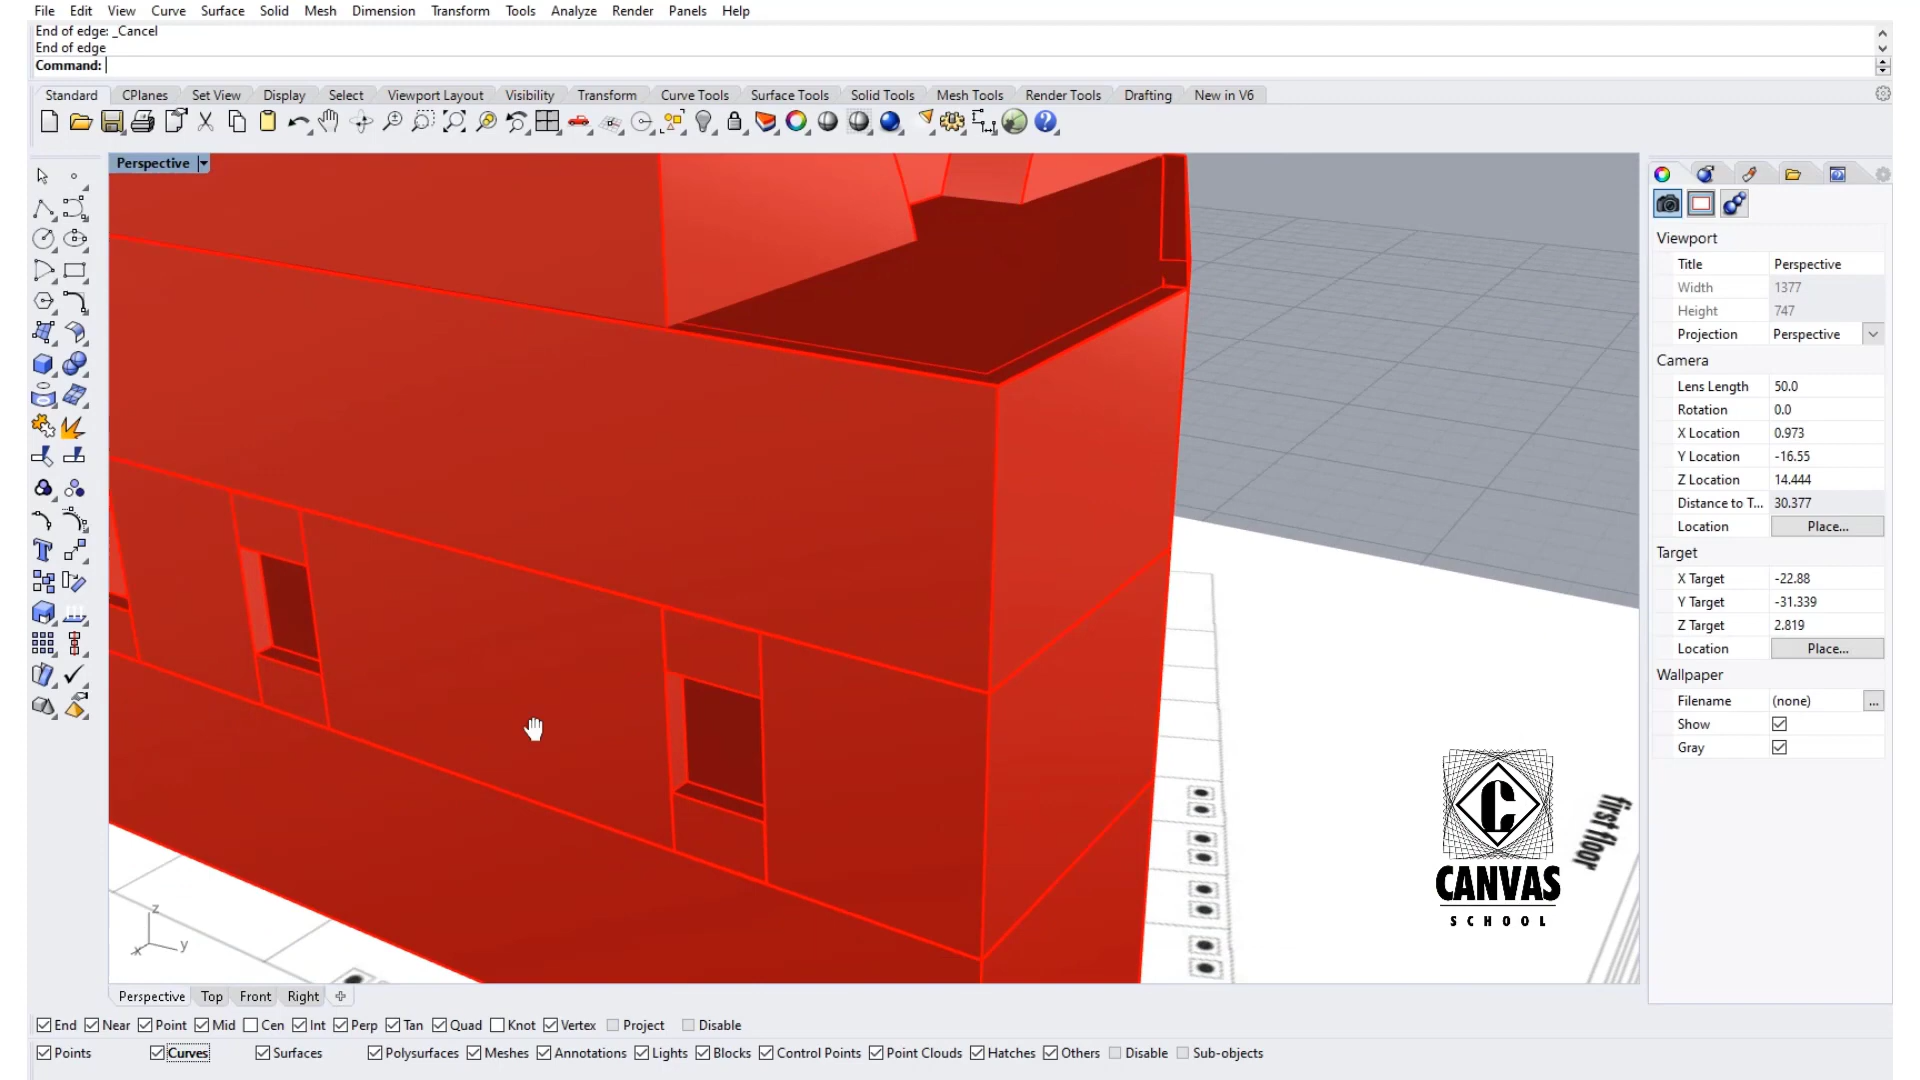 File Edit View Curve Surface Solid Mesh Dimension Transform Tools Analyze Render Panels Help
End of edge: _Cancel
End of edge
Command:
Standard CPlanes Set View Display Select Viewport Layout Visibility Transform Curve Tools Surface Tools Solid Tools Mesh Tools Render Tools Drafting New in V6
Perspective
Viewport
Title Perspective
Width 1377
Height 747
Projection Perspective
Camera
Lens Length 50.0
Rotation 0.0
X Location 0.973
Y Location -16.55
Z Location 14.444
Distance to T... 30.377
Location Place...
Target
X Target -22.88
Y Target -31.339
Z Target 2.819
Location Place...
Wallpaper
Filename (none) ...
Show
Gray
first floor
CANVAS
SCHOOL
z
x y
Perspective Top Front Right
End Near Point Mid Cen Int Perp Tan Quad Knot Vertex Project Disable
Points Curves Surfaces Polysurfaces Meshes Annotations Lights Blocks Control Points Point Clouds Hatches Others Disable Sub-objects